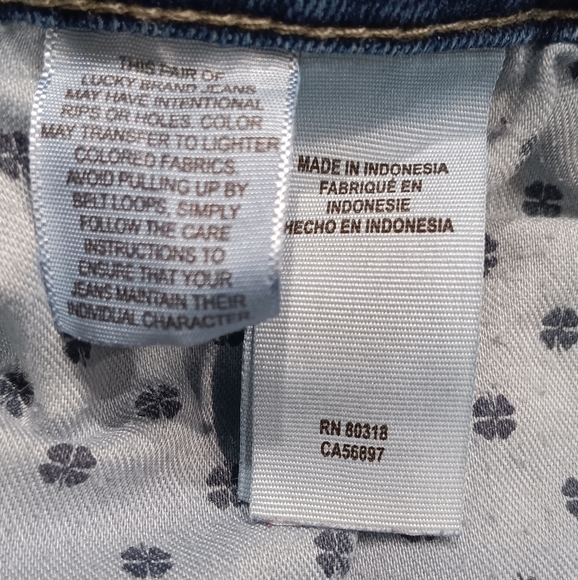 THIS PAIR OF
LUCKY BRAND JEANS
MAY HAVE INTENTIONAL
RIPS OR HOLES. COLOR
MAY TRANSFER TO LIGHTER
COLORED FABRICS.
AVOID PULLING UP BY
BELT LOOPS. SIMPLY
FOLLOW THE CARE
INSTRUCTIONS TO
ENSURE THAT YOUR
JEANS MAINTAIN THEIR
INDIVIDUAL CHARACTER
MADE IN INDONESIA
FABRIQUÉ EN
INDONESIE
HECHO EN INDONESIA
RN 80318
CA56897